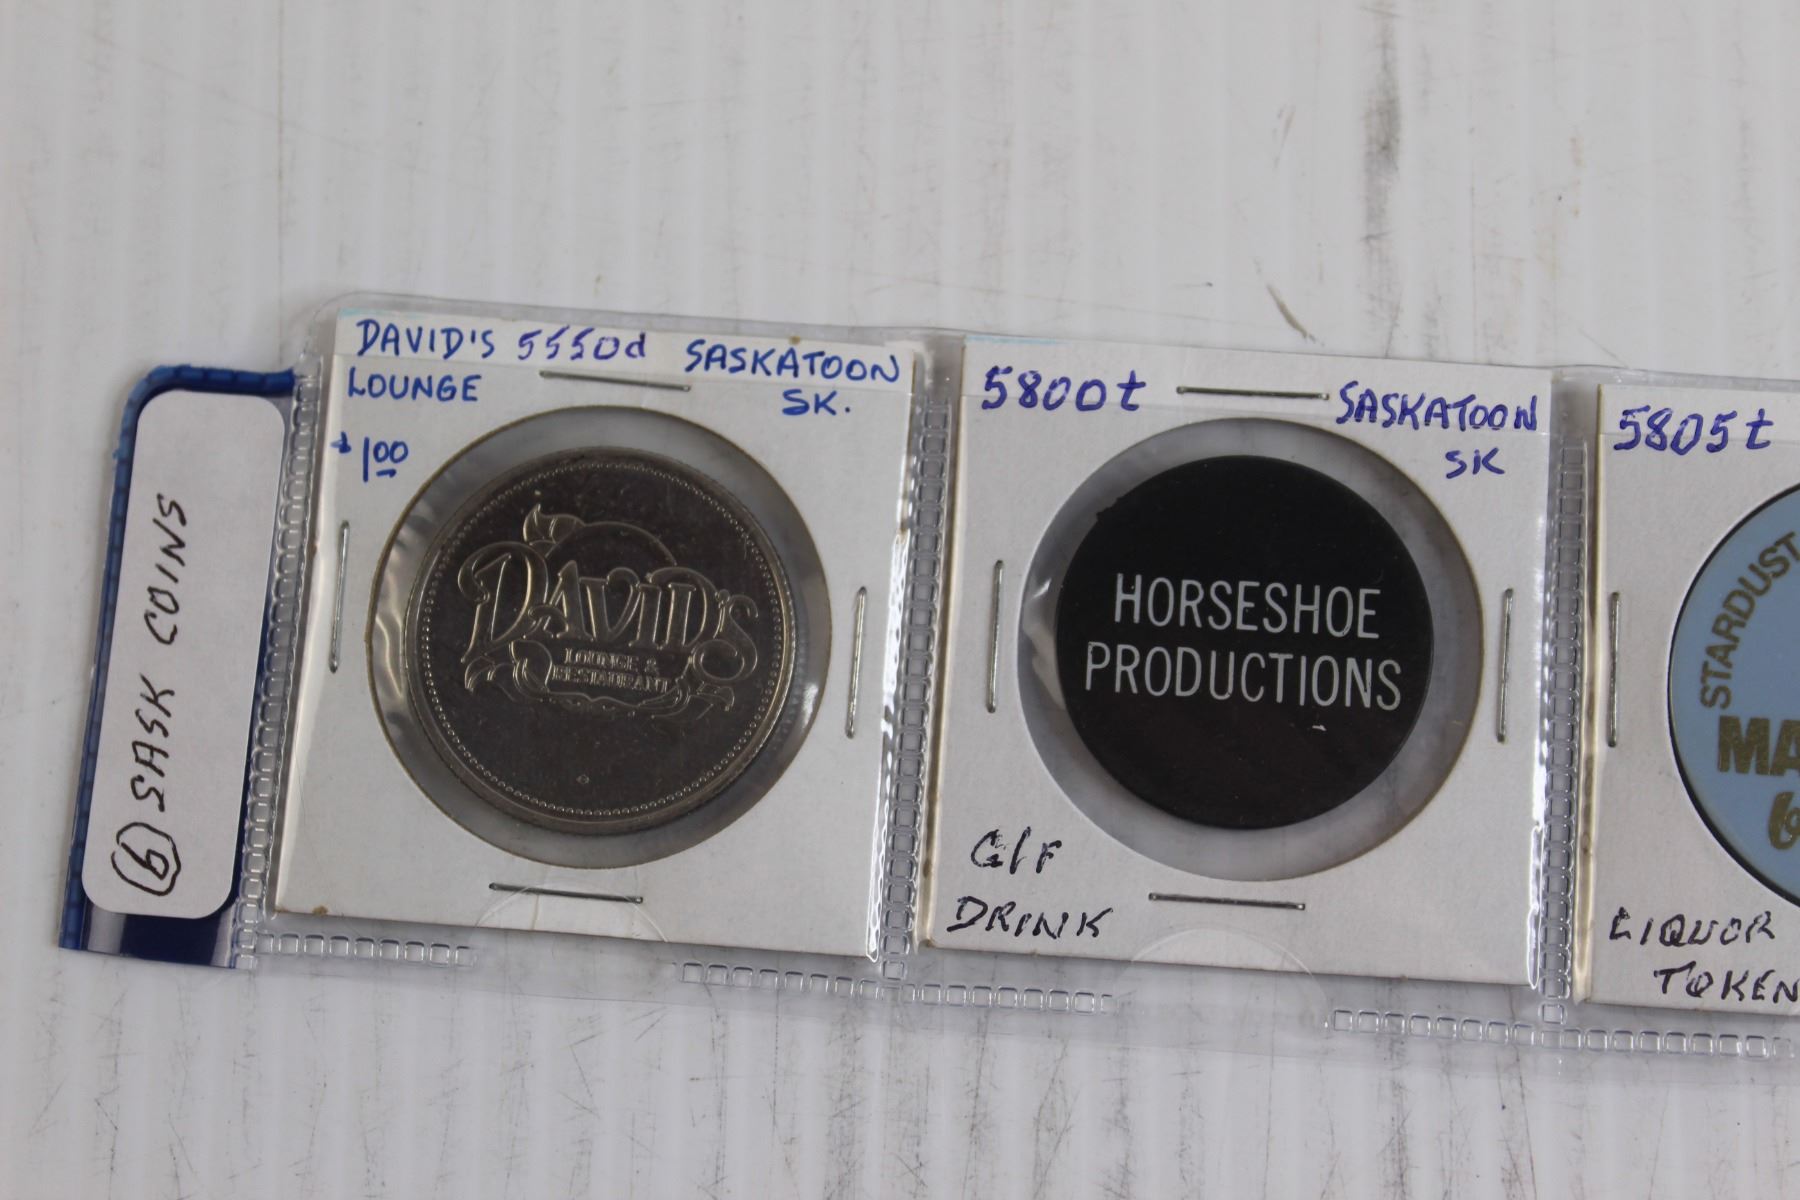 (6) SASK COINS
DAVID'S 5550d SASKATOON
LOUNGE SK.
$1.00
DAVID'S
LOUNGE &
RESTAURANT
5800t SASKATOON
SK
HORSESHOE
PRODUCTIONS
G/F
DRINK
5805t
STARDUST
MA
LIQUOR
TOKEN